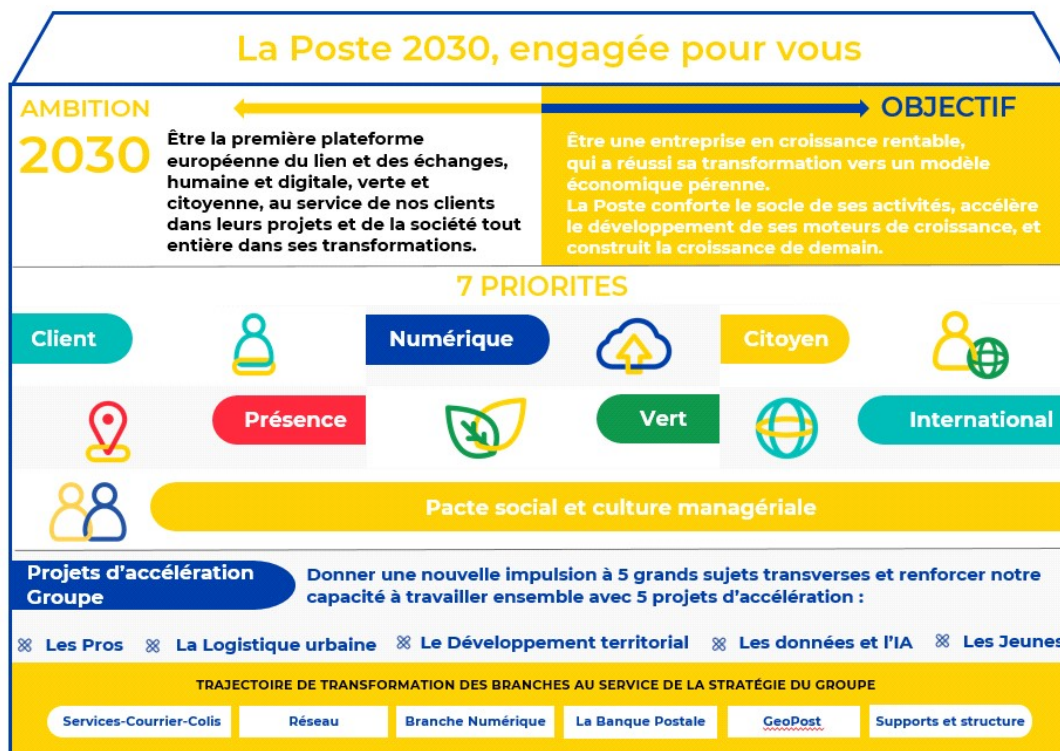 La Poste 2030, engagée pour vous
AMBITION
2030
Être la première plateforme
européenne du lien et des échanges,
humaine et digitale, verte et
citoyenne, au service de nos clients
dans leurs projets et de la société tout
entière dans ses transformations.
OBJECTIF
Être une entreprise en croissance rentable,
qui a réussi sa transformation vers un modèle
économique pérenne.
La Poste conforte le socle de ses activités, accélère
le développement de ses moteurs de croissance, et
construit la croissance de demain.
7 PRIORITES
Client
Numérique
Citoyen
Présence
Vert
International
Pacte social et culture managériale
Projets d’accélération
Groupe
Donner une nouvelle impulsion à 5 grands sujets transverses et renforcer notre
capacité à travailler ensemble avec 5 projets d’accélération :
Les Pros
La Logistique urbaine
Le Développement territorial
Les données et l’IA
Les Jeunes
TRAJECTOIRE DE TRANSFORMATION DES BRANCHES AU SERVICE DE LA STRATÉGIE DU GROUPE
Services-Courrier-Colis
Réseau
Branche Numérique
La Banque Postale
GeoPost
Supports et structure